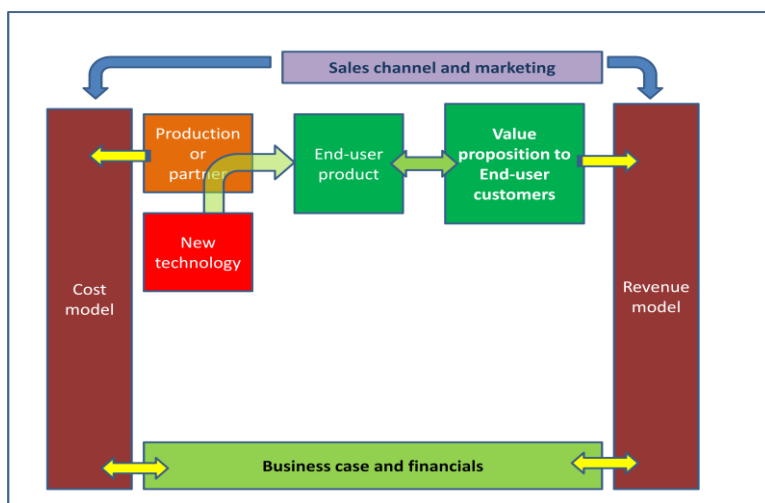 Sales channel and marketing
Production
or
partner
End-user
product
Value
proposition to
End-user
customers
New
technology
Cost
model
Revenue
model
Business case and financials